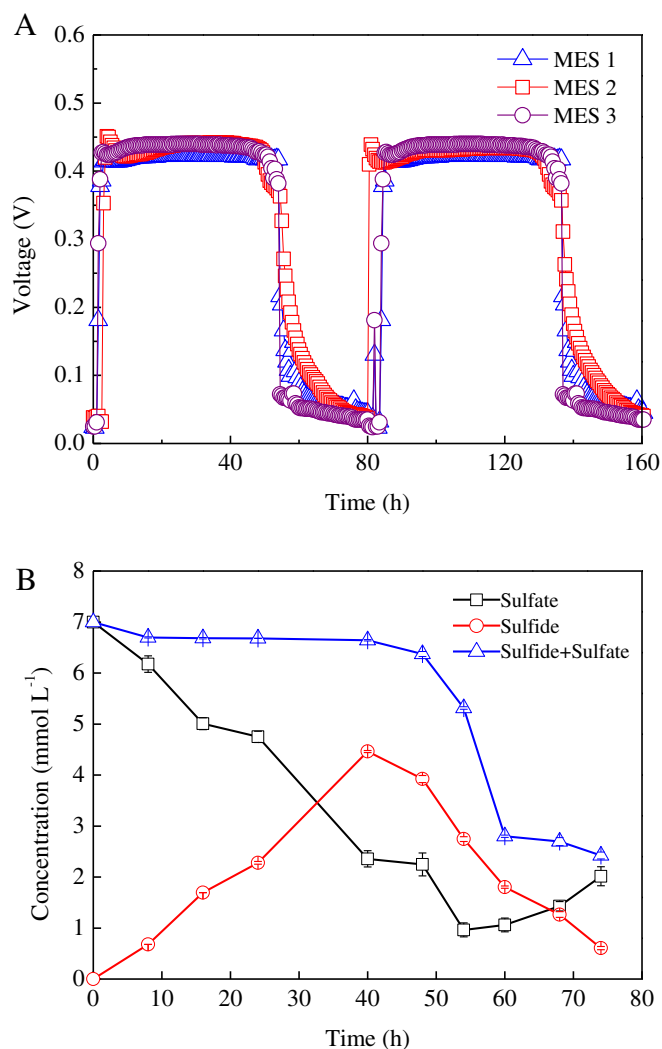 A
0.6
0.5
0.4
0.3
0.2
0.1
0.0
Voltage (V)
MES 1
MES 2
MES 3
0 40 80 120 160
Time (h)
B
8
7
6
5
4
3
2
1
0
Concentration (mmol L⁻¹)
Sulfate
Sulfide
Sulfide+Sulfate
0 10 20 30 40 50 60 70 80
Time (h)